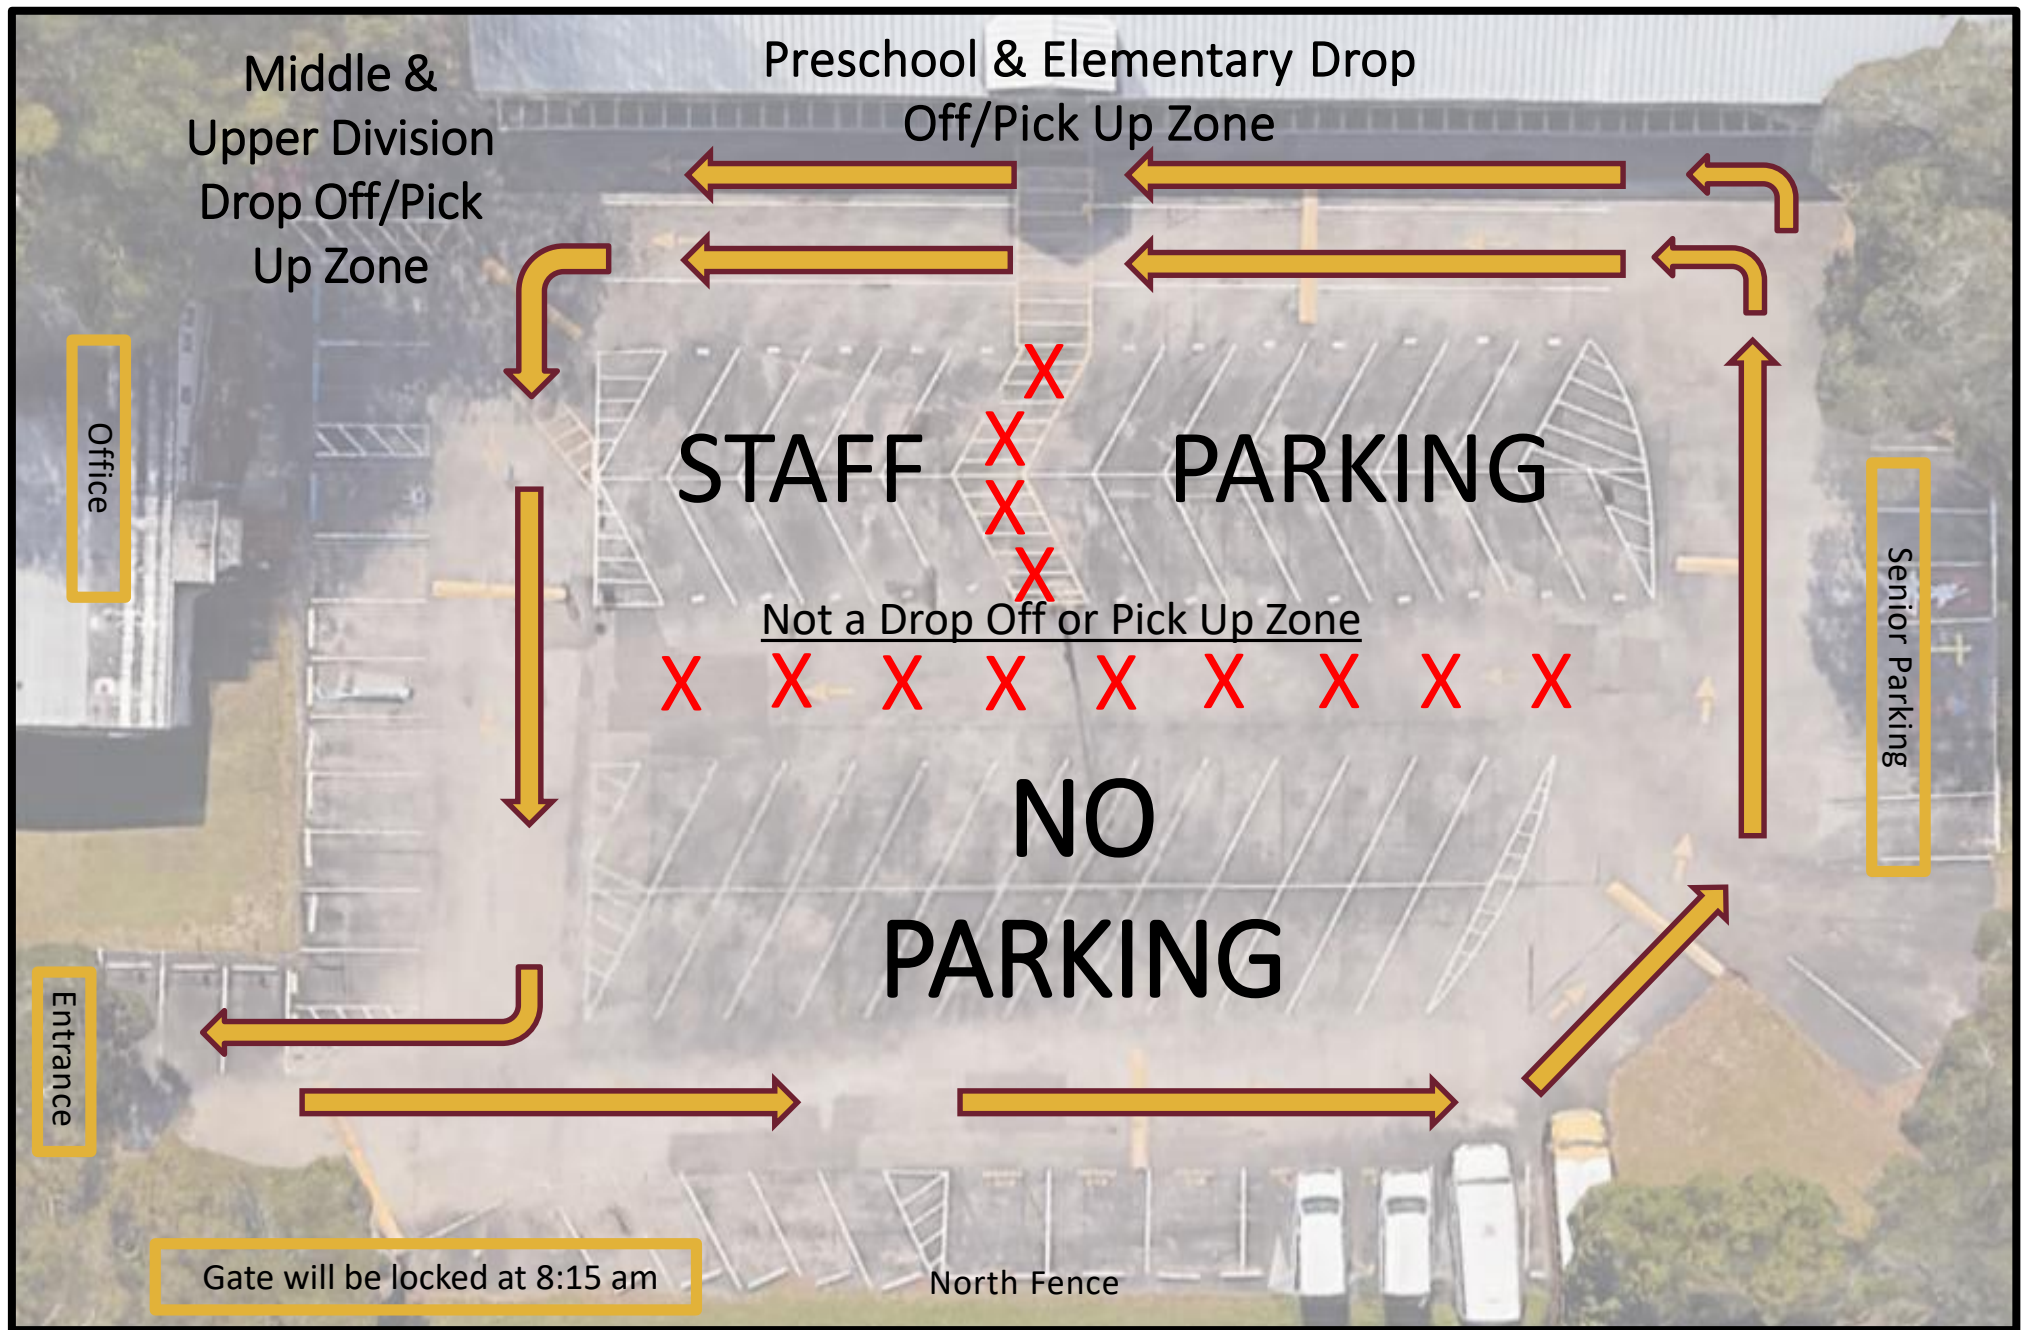 Middle &
Upper Division
Drop Off/Pick
Up Zone
Preschool & Elementary Drop
Off/Pick Up Zone
Office
STAFF PARKING
X
X
X
X
Not a Drop Off or Pick Up Zone
X X X X X X X X X
Senior Parking
NO
PARKING
Entrance
Gate will be locked at 8:15 am
North Fence